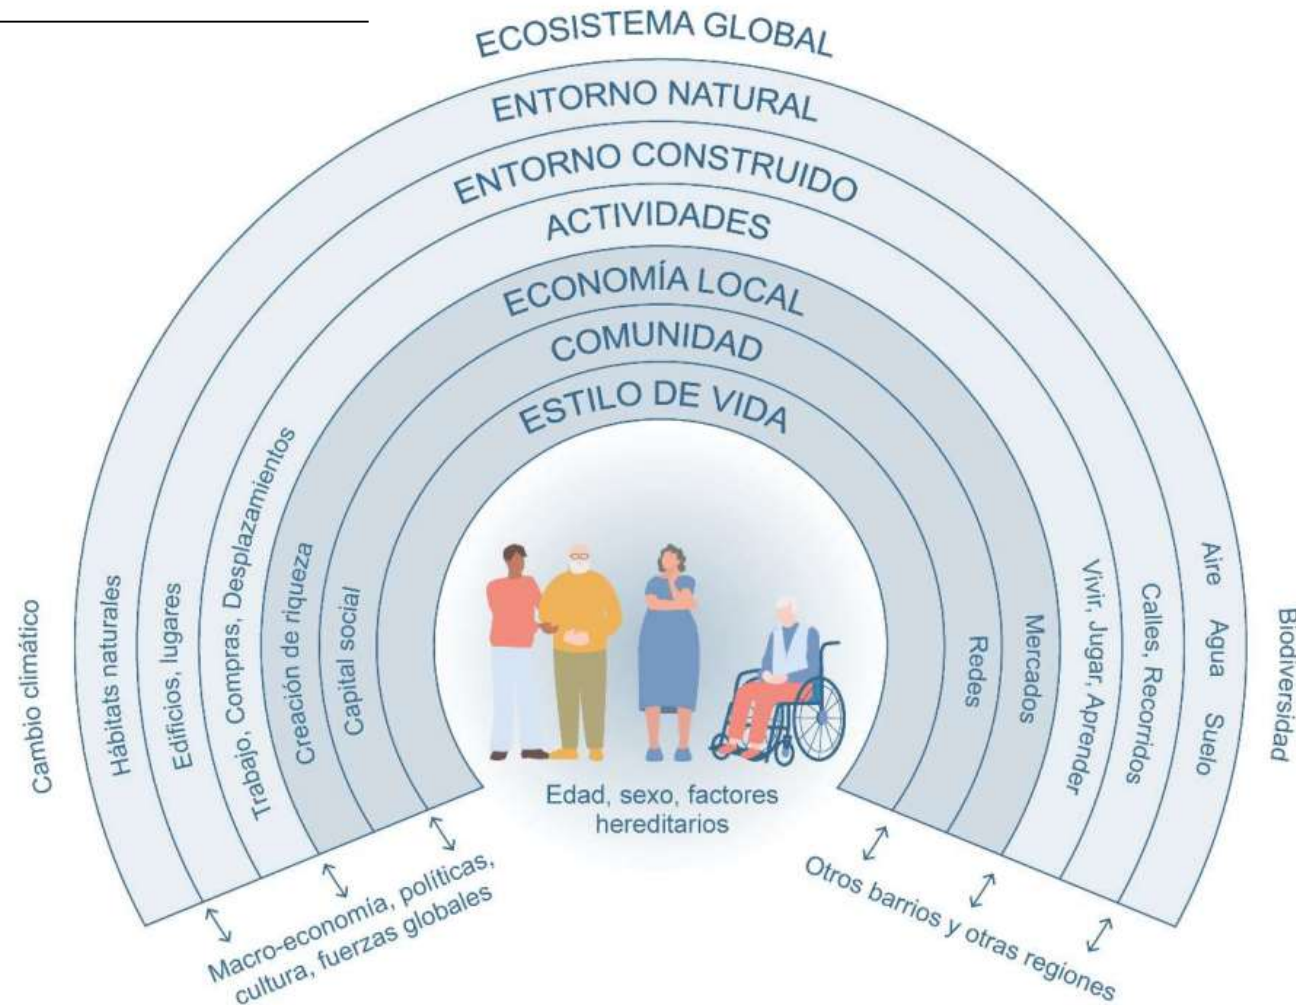 ECOSISTEMA GLOBAL
ENTORNO NATURAL
ENTORNO CONSTRUIDO
ACTIVIDADES
ECONOMÍA LOCAL
COMUNIDAD
ESTILO DE VIDA
Cambio climático
Hábitats naturales
Edificios, lugares
Trabajo, Compras, Desplazamientos
Creación de riqueza
Capital social
Redes
Mercados
Vivir, Jugar, Aprender
Calles, Recorridos
Aire Agua Suelo
Biodiversidad
Edad, sexo, factores
hereditarios
Macro-economía, políticas,
cultura, fuerzas globales
Otros barrios y otras regiones